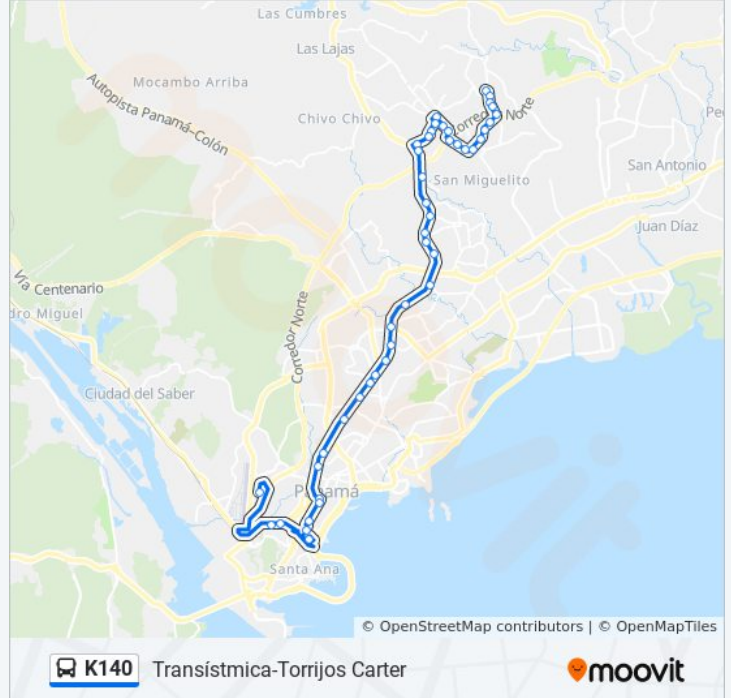 Las Cumbres
Las Lajas
Mocambo Arriba
Autopista Panamá-Colón
Chivo Chivo
Corredor Norte
San Miguelito
San Antonio
Juan Díaz
Vía Centenario
dro Miguel
Corredor Norte
Ciudad del Saber
Panamá
Santa Ana
© OpenStreetMap contributors | © OpenMapTiles
K140 Transístmica-Torrijos Carter
moovit